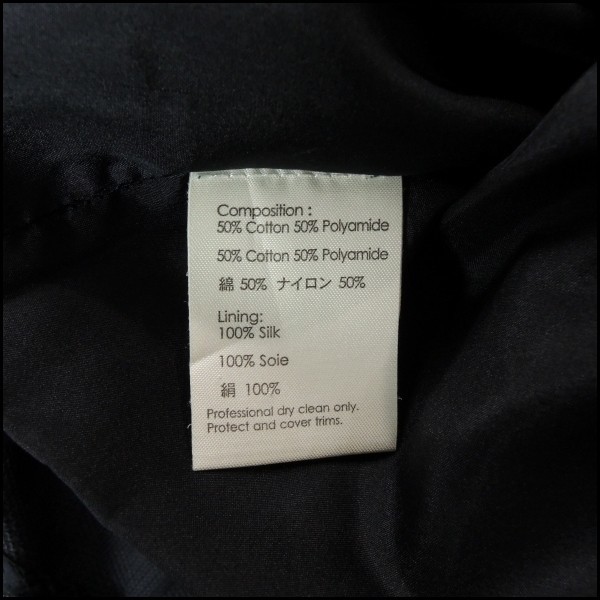 Composition :
50% Cotton 50% Polyamide
50% Cotton 50% Polyamide
綿 50% ナイロン 50%
Lining:
100% Silk
100% Soie
絹 100%
Professional dry clean only.
Protect and cover trims.